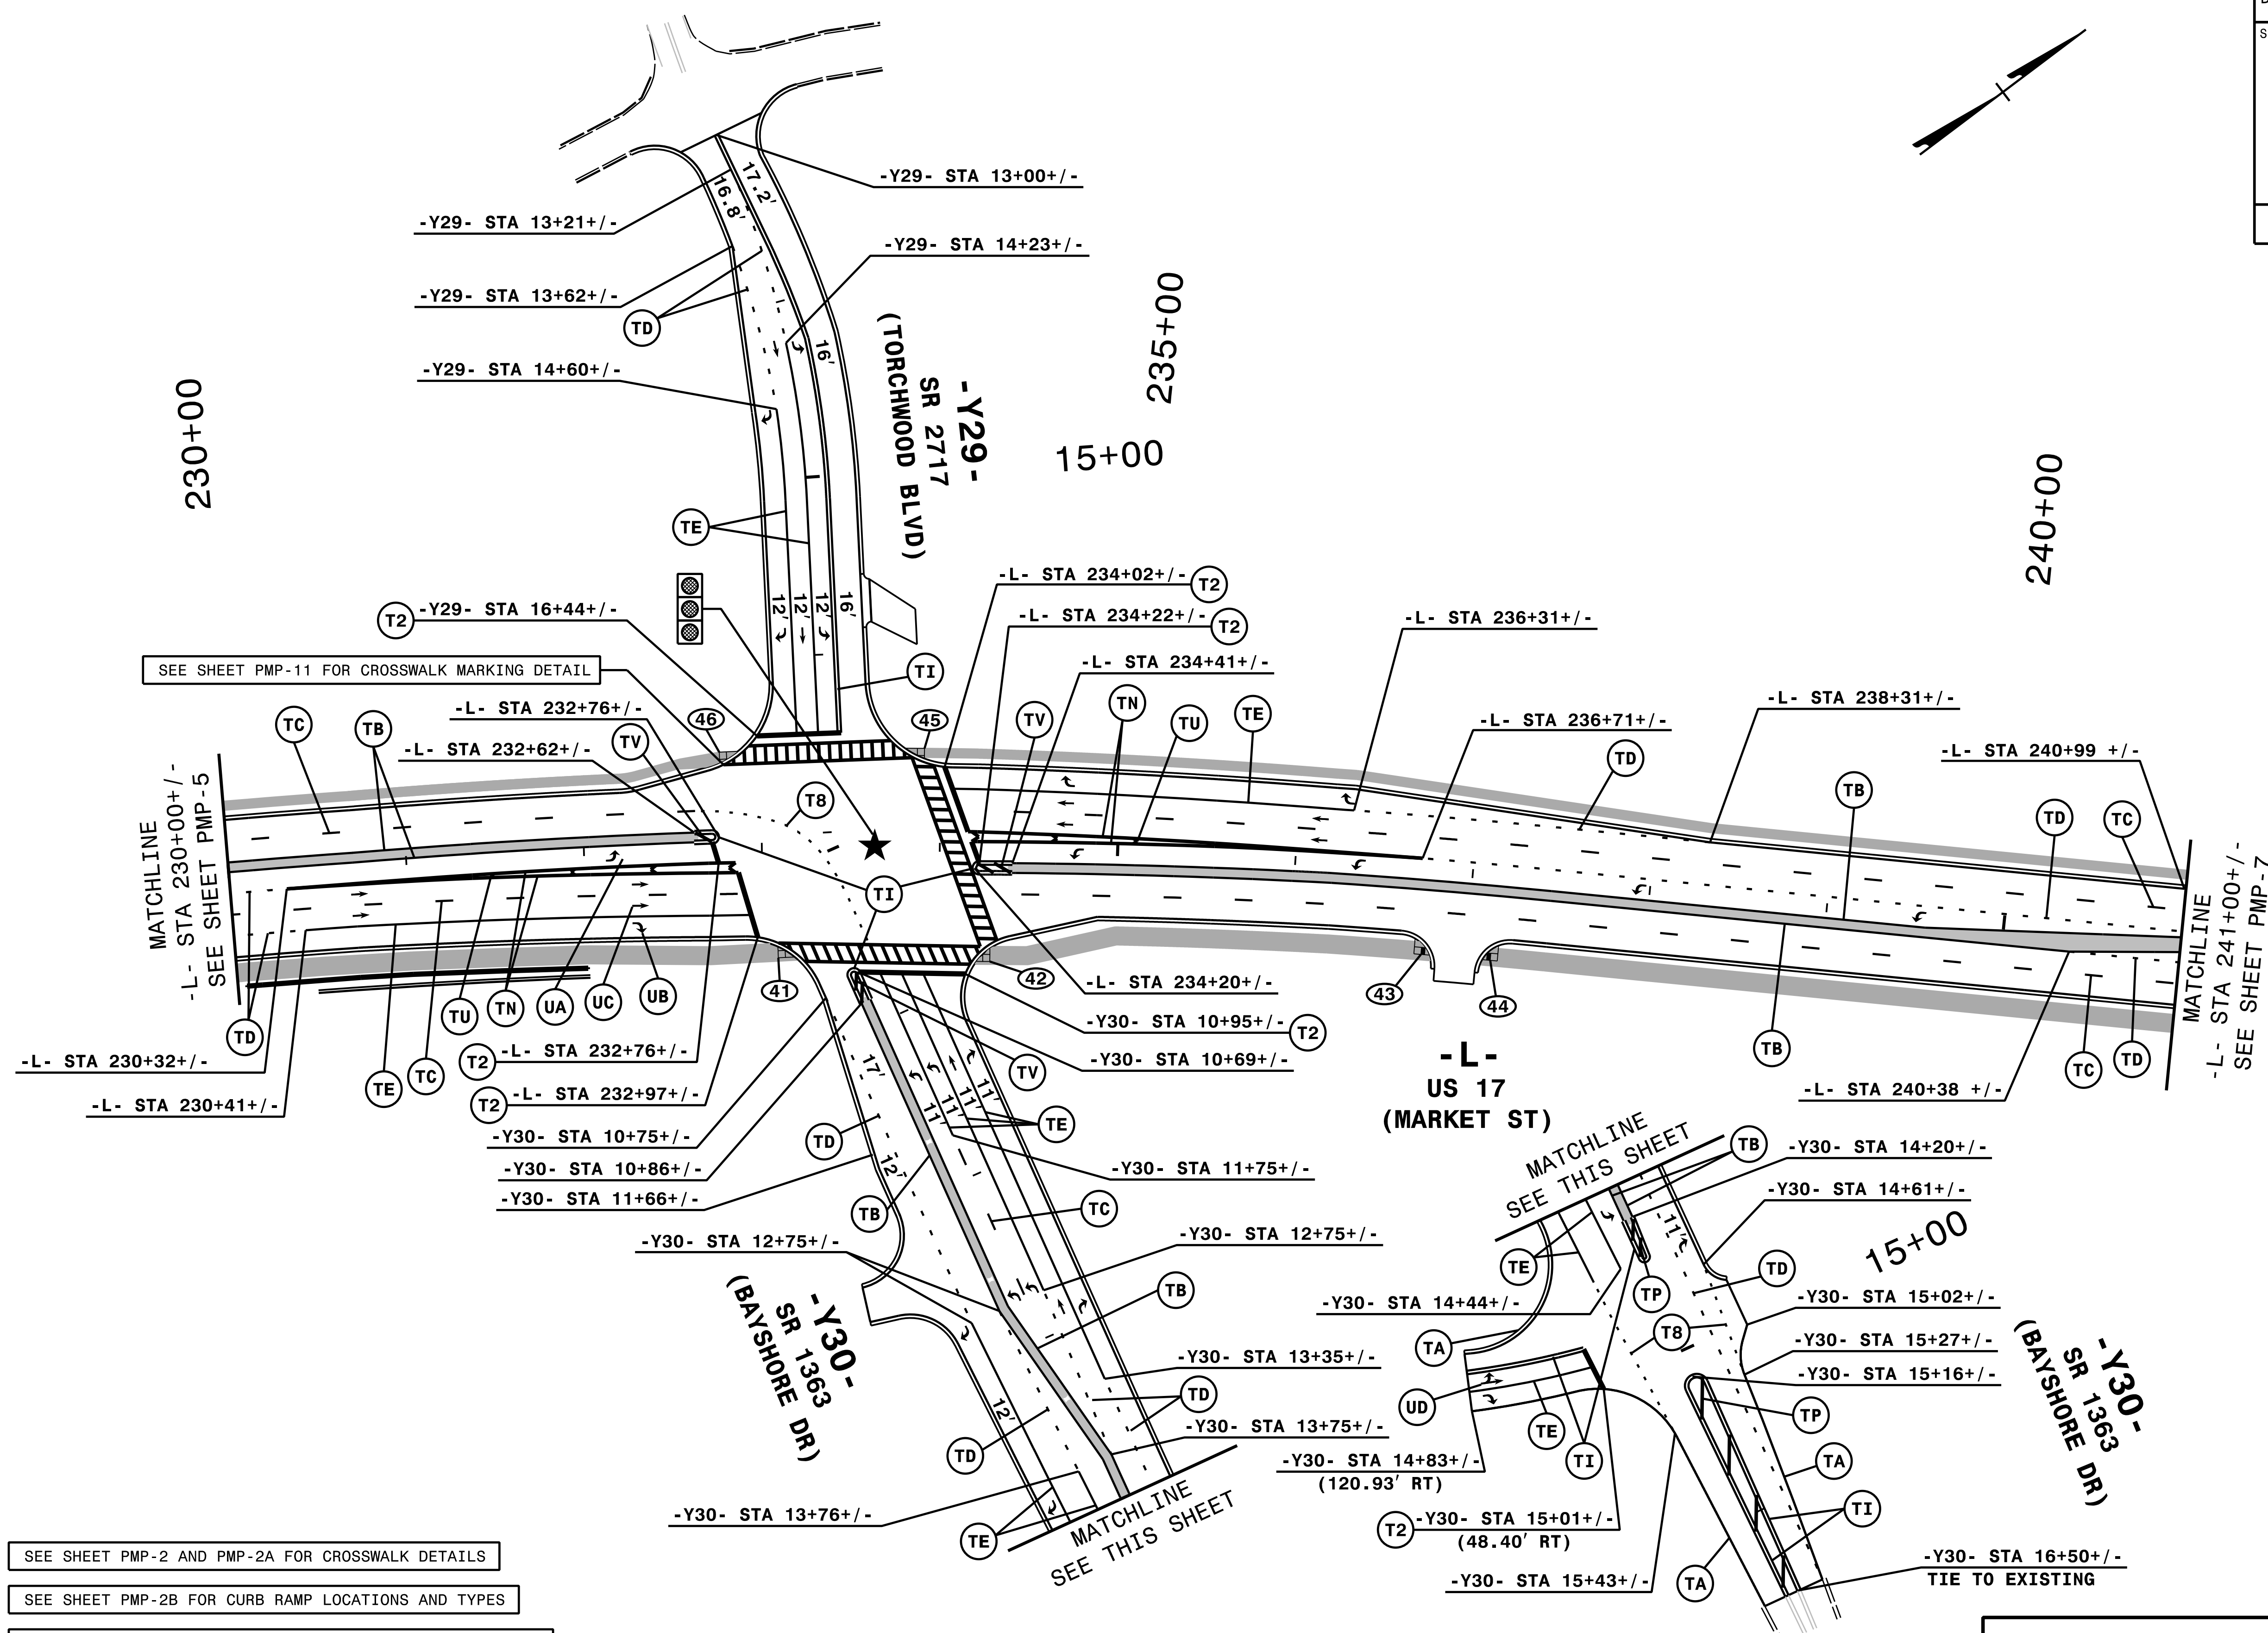 S
-Y29- STA 13+00+/-
17.2'
16.8'
-Y29- STA 13+21+/-
-Y29- STA 14+23+/-
-Y29- STA 13+62+/-
TD
16'
-Y29- STA 14+60+/-
230+00
235+00
240+00
15+00
-Y29-
SR 2717
(TORCHWOOD BLVD)
TE
12'
12'
12'
16'
T2
-Y29- STA 16+44+/-
SEE SHEET PMP-11 FOR CROSSWALK MARKING DETAIL
TI
-L- STA 234+02+/-
T2
-L- STA 234+22+/-
T2
-L- STA 234+41+/-
-L- STA 236+31+/-
-L- STA 236+71+/-
-L- STA 238+31+/-
-L- STA 240+99 +/-
TC
TB
-L- STA 232+76+/-
-L- STA 232+62+/-
TV
46
45
TV
TN
TU
TE
TD
TB
TD
TC
MATCHLINE
-L- STA 230+00+/-
SEE SHEET PMP-5
T8
TI
MATCHLINE
-L- STA 241+00+/-
SEE SHEET PMP-7
TD
TU
TN
UA
UC
UB
41
42
43
44
-L- STA 234+20+/-
-Y30- STA 10+95+/-
T2
-Y30- STA 10+69+/-
TV
-L- STA 230+32+/-
-L- STA 230+41+/-
TE
TC
T2
-L- STA 232+76+/-
T2
-L- STA 232+97+/-
-Y30- STA 10+75+/-
-Y30- STA 10+86+/-
-Y30- STA 11+66+/-
17'
12'
11'
11'
11'
TD
TE
TB
-Y30- STA 11+75+/-
TC
-L-
US 17
(MARKET ST)
TB
TC
TD
-L- STA 240+38 +/-
-Y30- STA 12+75+/-
-Y30- STA 12+75+/-
TB
-Y30- STA 13+35+/-
TD
-Y30- STA 13+75+/-
-Y30-
SR 1363
(BAYSHORE DR)
12'
TD
-Y30- STA 13+76+/-
TE
MATCHLINE
SEE THIS SHEET
MATCHLINE
SEE THIS SHEET
TB
-Y30- STA 14+20+/-
-Y30- STA 14+61+/-
15+00
11'
TE
TP
TD
-Y30- STA 14+44+/-
-Y30- STA 15+02+/-
T8
TA
-Y30- STA 15+27+/-
-Y30- STA 15+16+/-
UD
TE
TI
TP
-Y30- STA 14+83+/-
(120.93' RT)
TA
T2
-Y30- STA 15+01+/-
(48.40' RT)
TI
-Y30- STA 15+43+/-
TA
-Y30-
SR 1363
(BAYSHORE DR)
-Y30- STA 16+50+/-
TIE TO EXISTING
SEE SHEET PMP-2 AND PMP-2A FOR CROSSWALK DETAILS
SEE SHEET PMP-2B FOR CURB RAMP LOCATIONS AND TYPES